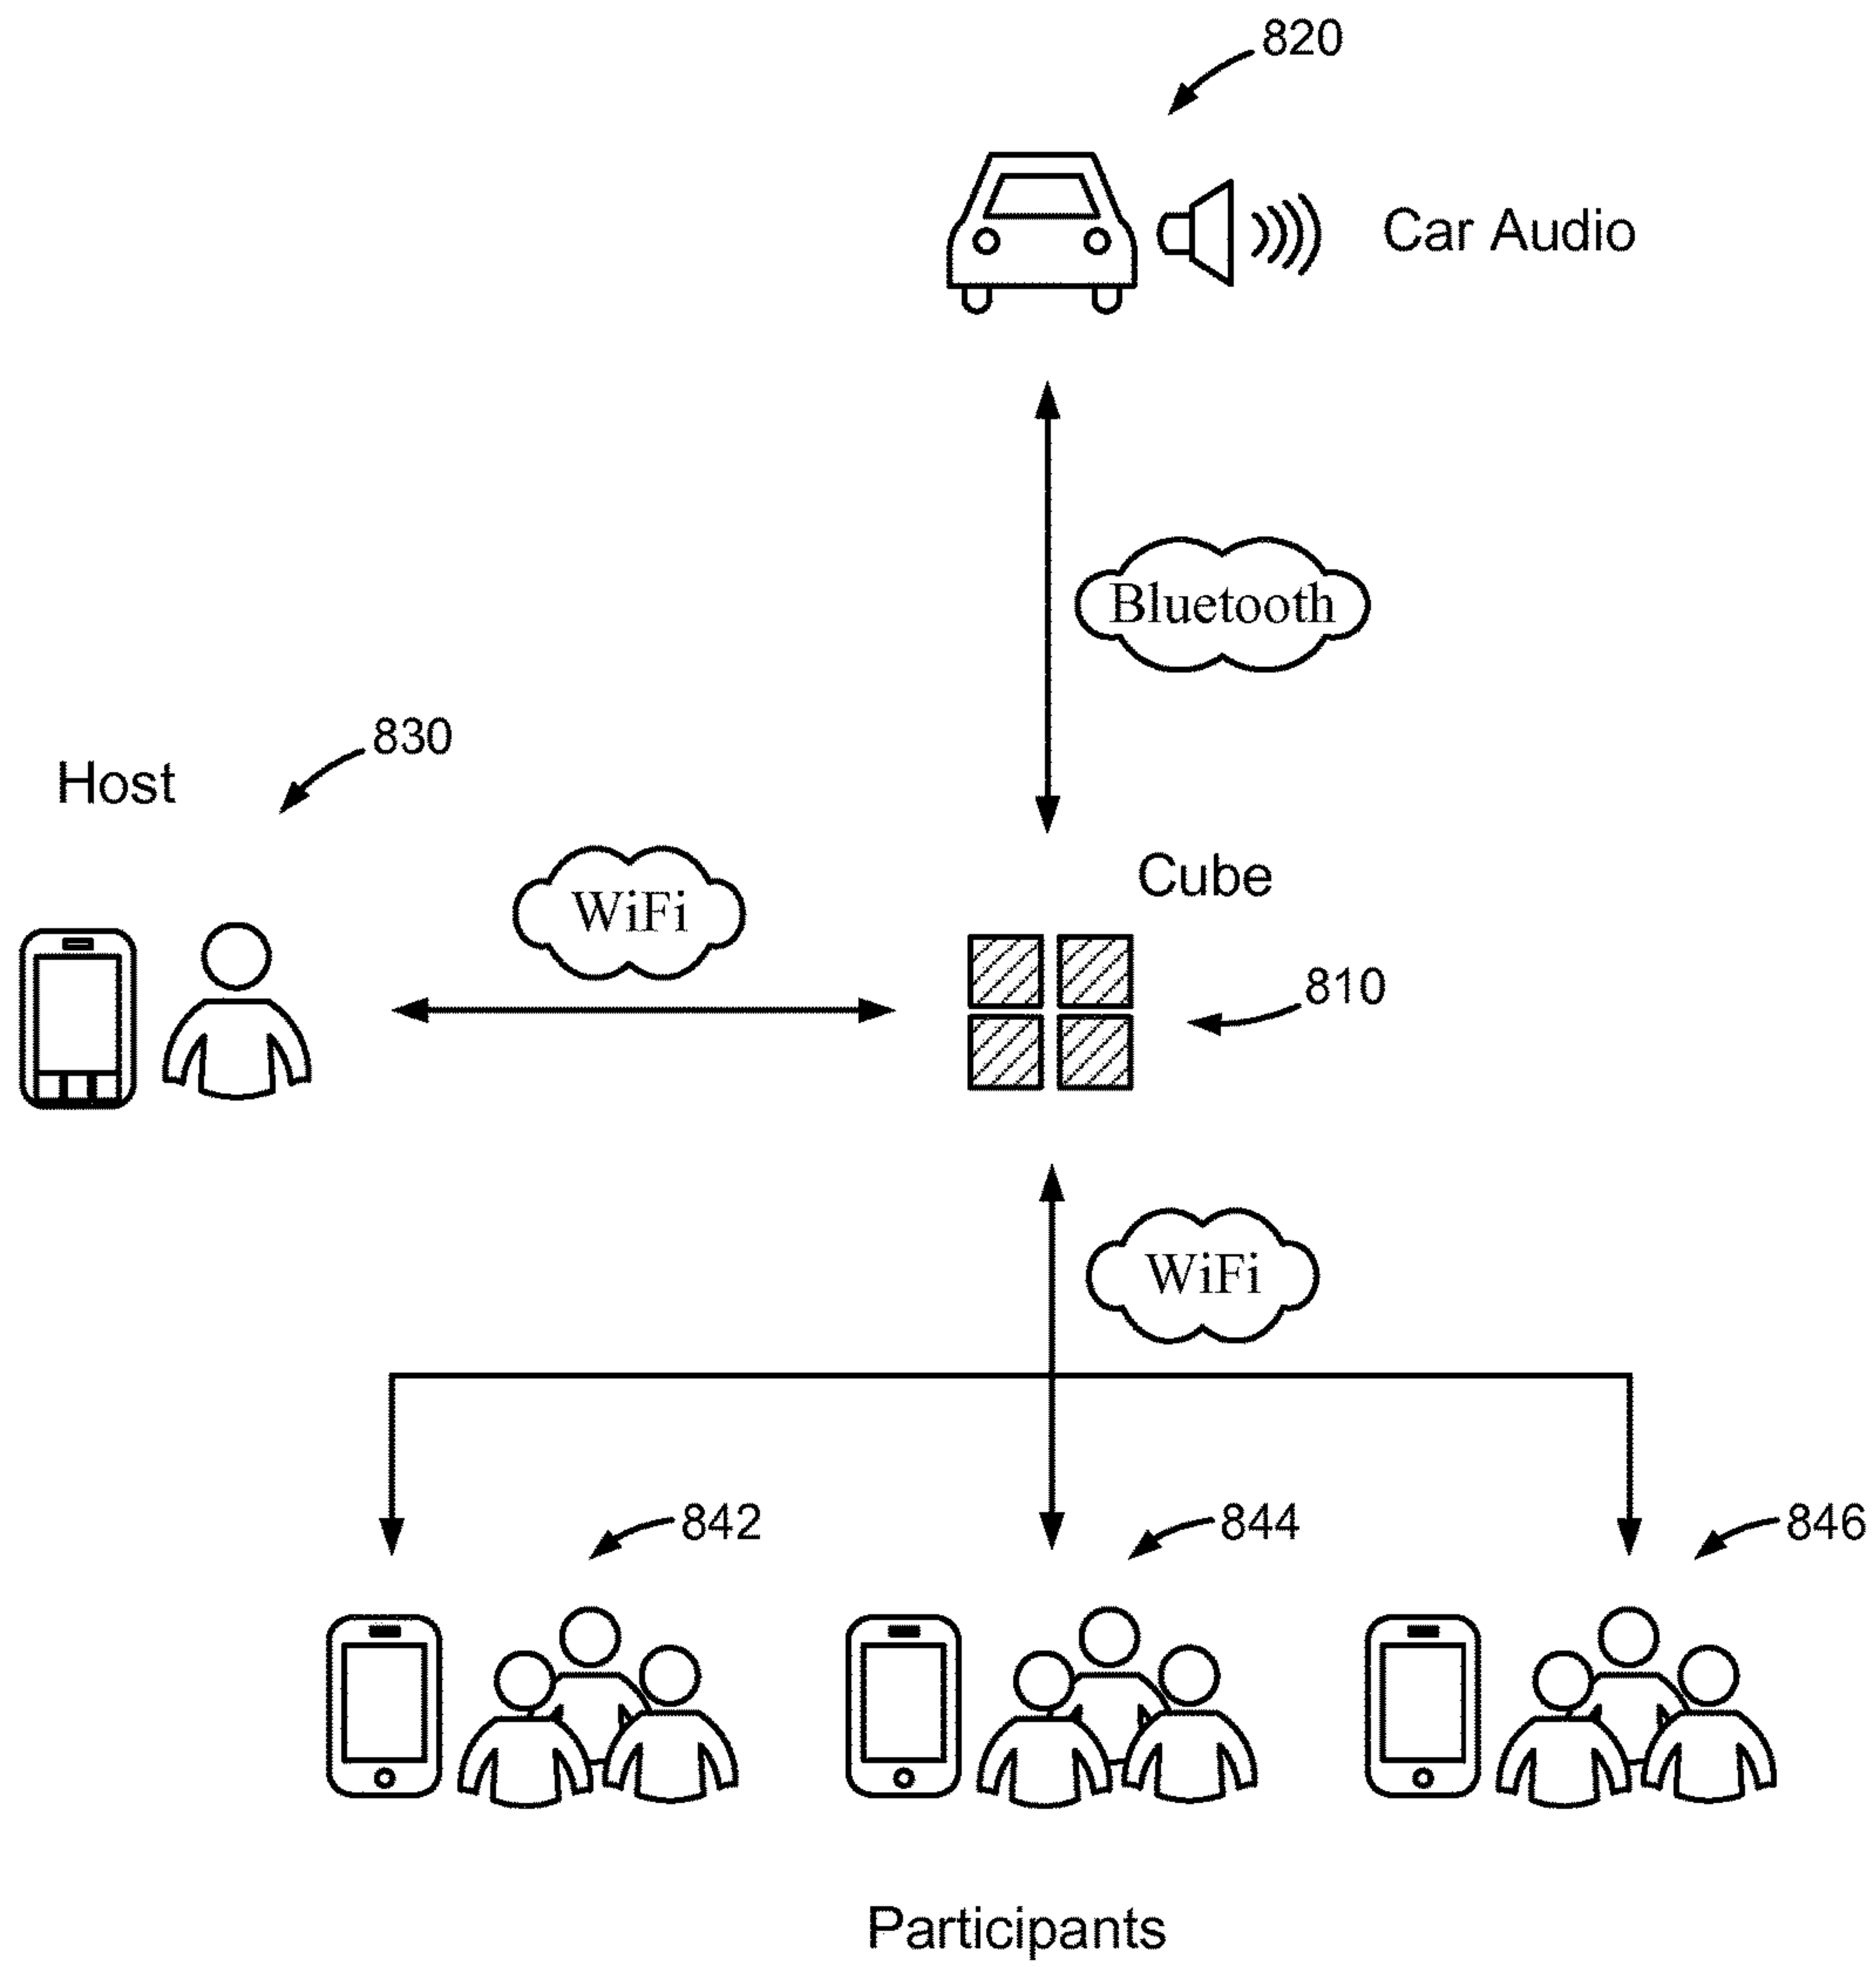 820
Car Audio
Bluetooth
830
Host
WiFi
Cube
810
WiFi
842
844
846
Participants